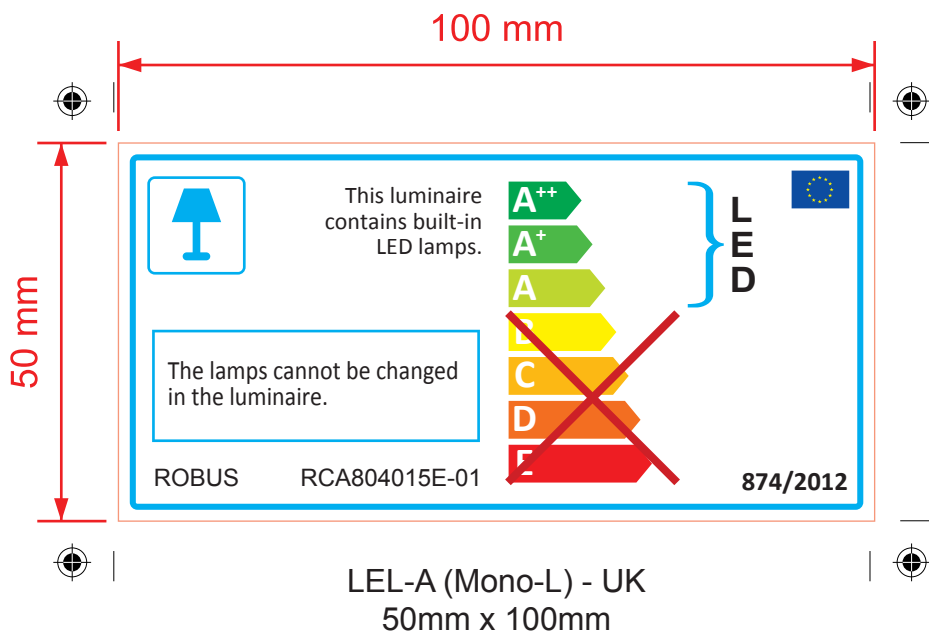 100 mm
50 mm
This luminaire
contains built-in
LED lamps.
A++
A+
A
B
C
D
E
L
E
D
The lamps cannot be changed
in the luminaire.
ROBUS RCA804015E-01
874/2012
LEL-A (Mono-L) - UK
50mm x 100mm